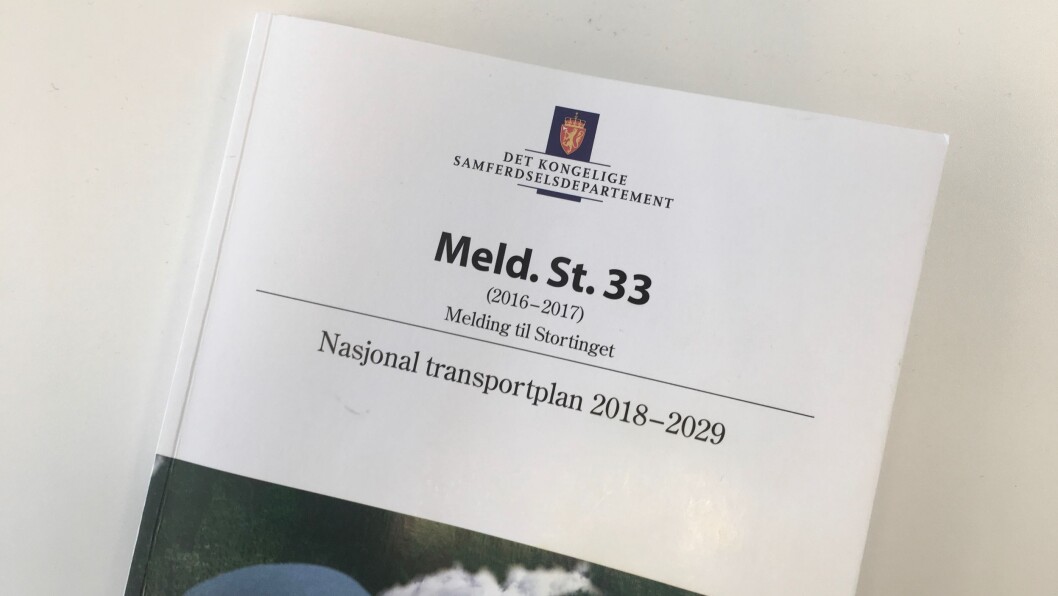 DET KONGELIGE
SAMFERDSELSDEPARTEMENT
Meld. St. 33
(2016–2017)
Melding til Stortinget
Nasjonal transportplan 2018–2029